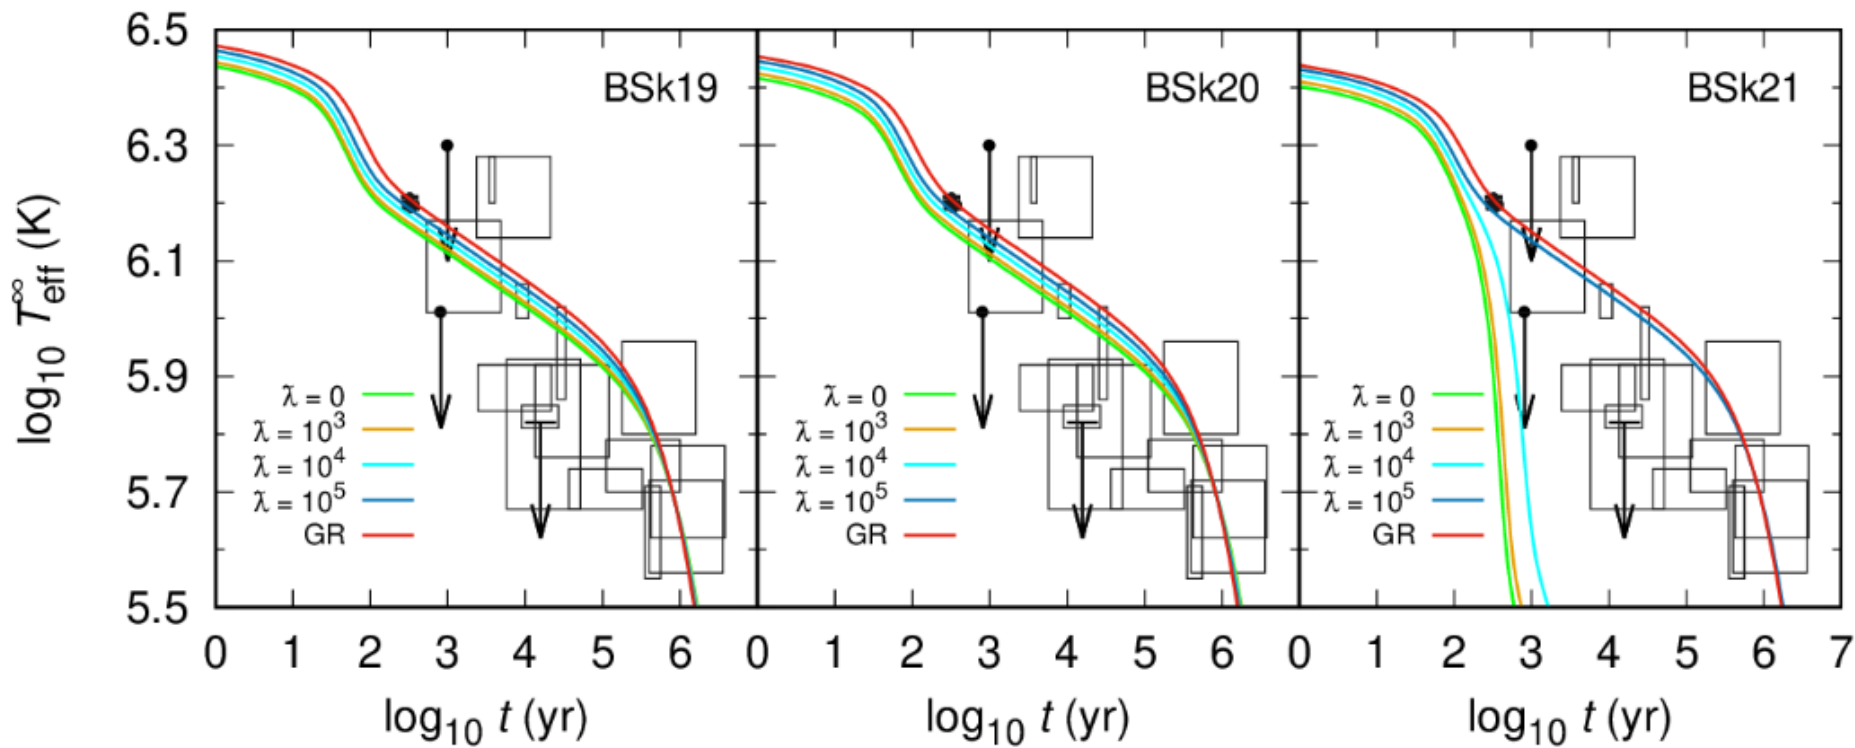 6.5
6.3
6.1
5.9
5.7
5.5
log₁₀ T∞eff (K)
BSk19
λ̃ = 0
λ̃ = 10³
λ̃ = 10⁴
λ̃ = 10⁵
GR
0 1 2 3 4 5 6
log₁₀ t (yr)
BSk20
λ̃ = 0
λ̃ = 10³
λ̃ = 10⁴
λ̃ = 10⁵
GR
0 1 2 3 4 5 6
log₁₀ t (yr)
BSk21
λ̃ = 0
λ̃ = 10³
λ̃ = 10⁴
λ̃ = 10⁵
GR
0 1 2 3 4 5 6 7
log₁₀ t (yr)